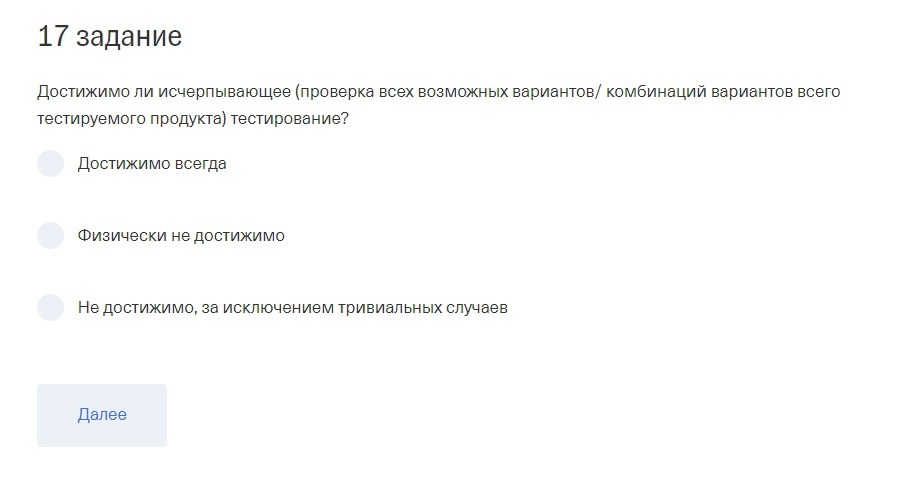 17 задание
Достижимо ли исчерпывающее (проверка всех возможных вариантов/ комбинаций вариантов всего
тестируемого продукта) тестирование?
Достижимо всегда
Физически не достижимо
Не достижимо, за исключением тривиальных случаев
Далее